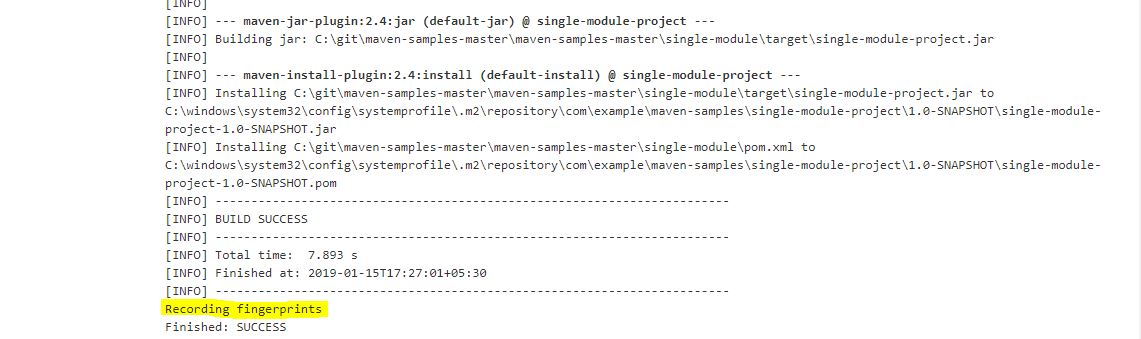 [INFO]
[INFO] --- maven-jar-plugin:2.4:jar (default-jar) @ single-module-project ---
[INFO] Building jar: C:\git\maven-samples-master\maven-samples-master\single-module\target\single-module-project.jar
[INFO]
[INFO] --- maven-install-plugin:2.4:install (default-install) @ single-module-project ---
[INFO] Installing C:\git\maven-samples-master\maven-samples-master\single-module\target\single-module-project.jar to
C:\windows\system32\config\systemprofile\.m2\repository\com\example\maven-samples\single-module-project\1.0-SNAPSHOT\single-module-
project-1.0-SNAPSHOT.jar
[INFO] Installing C:\git\maven-samples-master\maven-samples-master\single-module\pom.xml to
C:\windows\system32\config\systemprofile\.m2\repository\com\example\maven-samples\single-module-project\1.0-SNAPSHOT\single-module-
project-1.0-SNAPSHOT.pom
[INFO] ------------------------------------------------------------------------
[INFO] BUILD SUCCESS
[INFO] ------------------------------------------------------------------------
[INFO] Total time:  7.893 s
[INFO] Finished at: 2019-01-15T17:27:01+05:30
[INFO] ------------------------------------------------------------------------
Recording fingerprints
Finished: SUCCESS